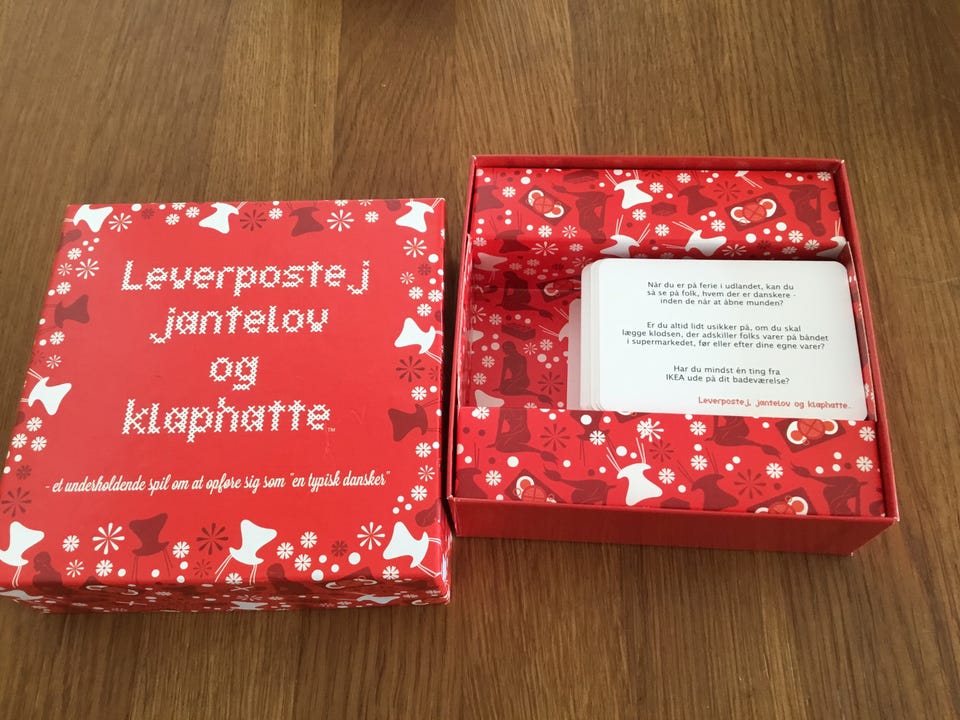 Leverpostej
jantelov
og
klaphatte™
- et underholdende spil om at opføre sig som "en typisk dansker"
Når du er på ferie i udlandet, kan du
så se på folk, hvem der er danskere -
inden de når at åbne munden?
Er du altid lidt usikker på, om du skal
lægge klodsen, der adskiller folks varer på båndet
i supermarkedet, før eller efter dine egne varer?
Har du mindst én ting fra
IKEA ude på dit badeværelse?
Leverpostej, jantelov og klaphatte™